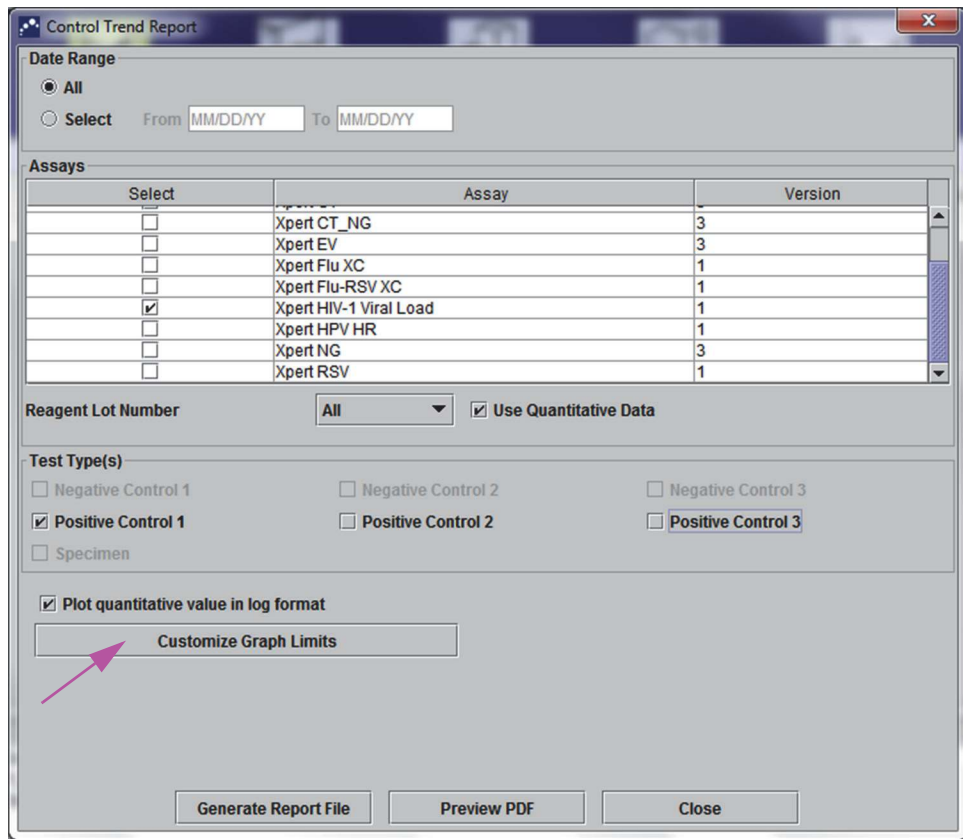 Control Trend Report
Date Range
All
Select From MM/DD/YY To MM/DD/YY
Assays
Select Assay Version
Xpert CT_NG 3
Xpert EV 3
Xpert Flu XC 1
Xpert Flu-RSV XC 1
Xpert HIV-1 Viral Load 1
Xpert HPV HR 1
Xpert NG 3
Xpert RSV 1
Reagent Lot Number All Use Quantitative Data
Test Type(s)
Negative Control 1 Negative Control 2 Negative Control 3
Positive Control 1 Positive Control 2 Positive Control 3
Specimen
Plot quantitative value in log format
Customize Graph Limits
Generate Report File Preview PDF Close